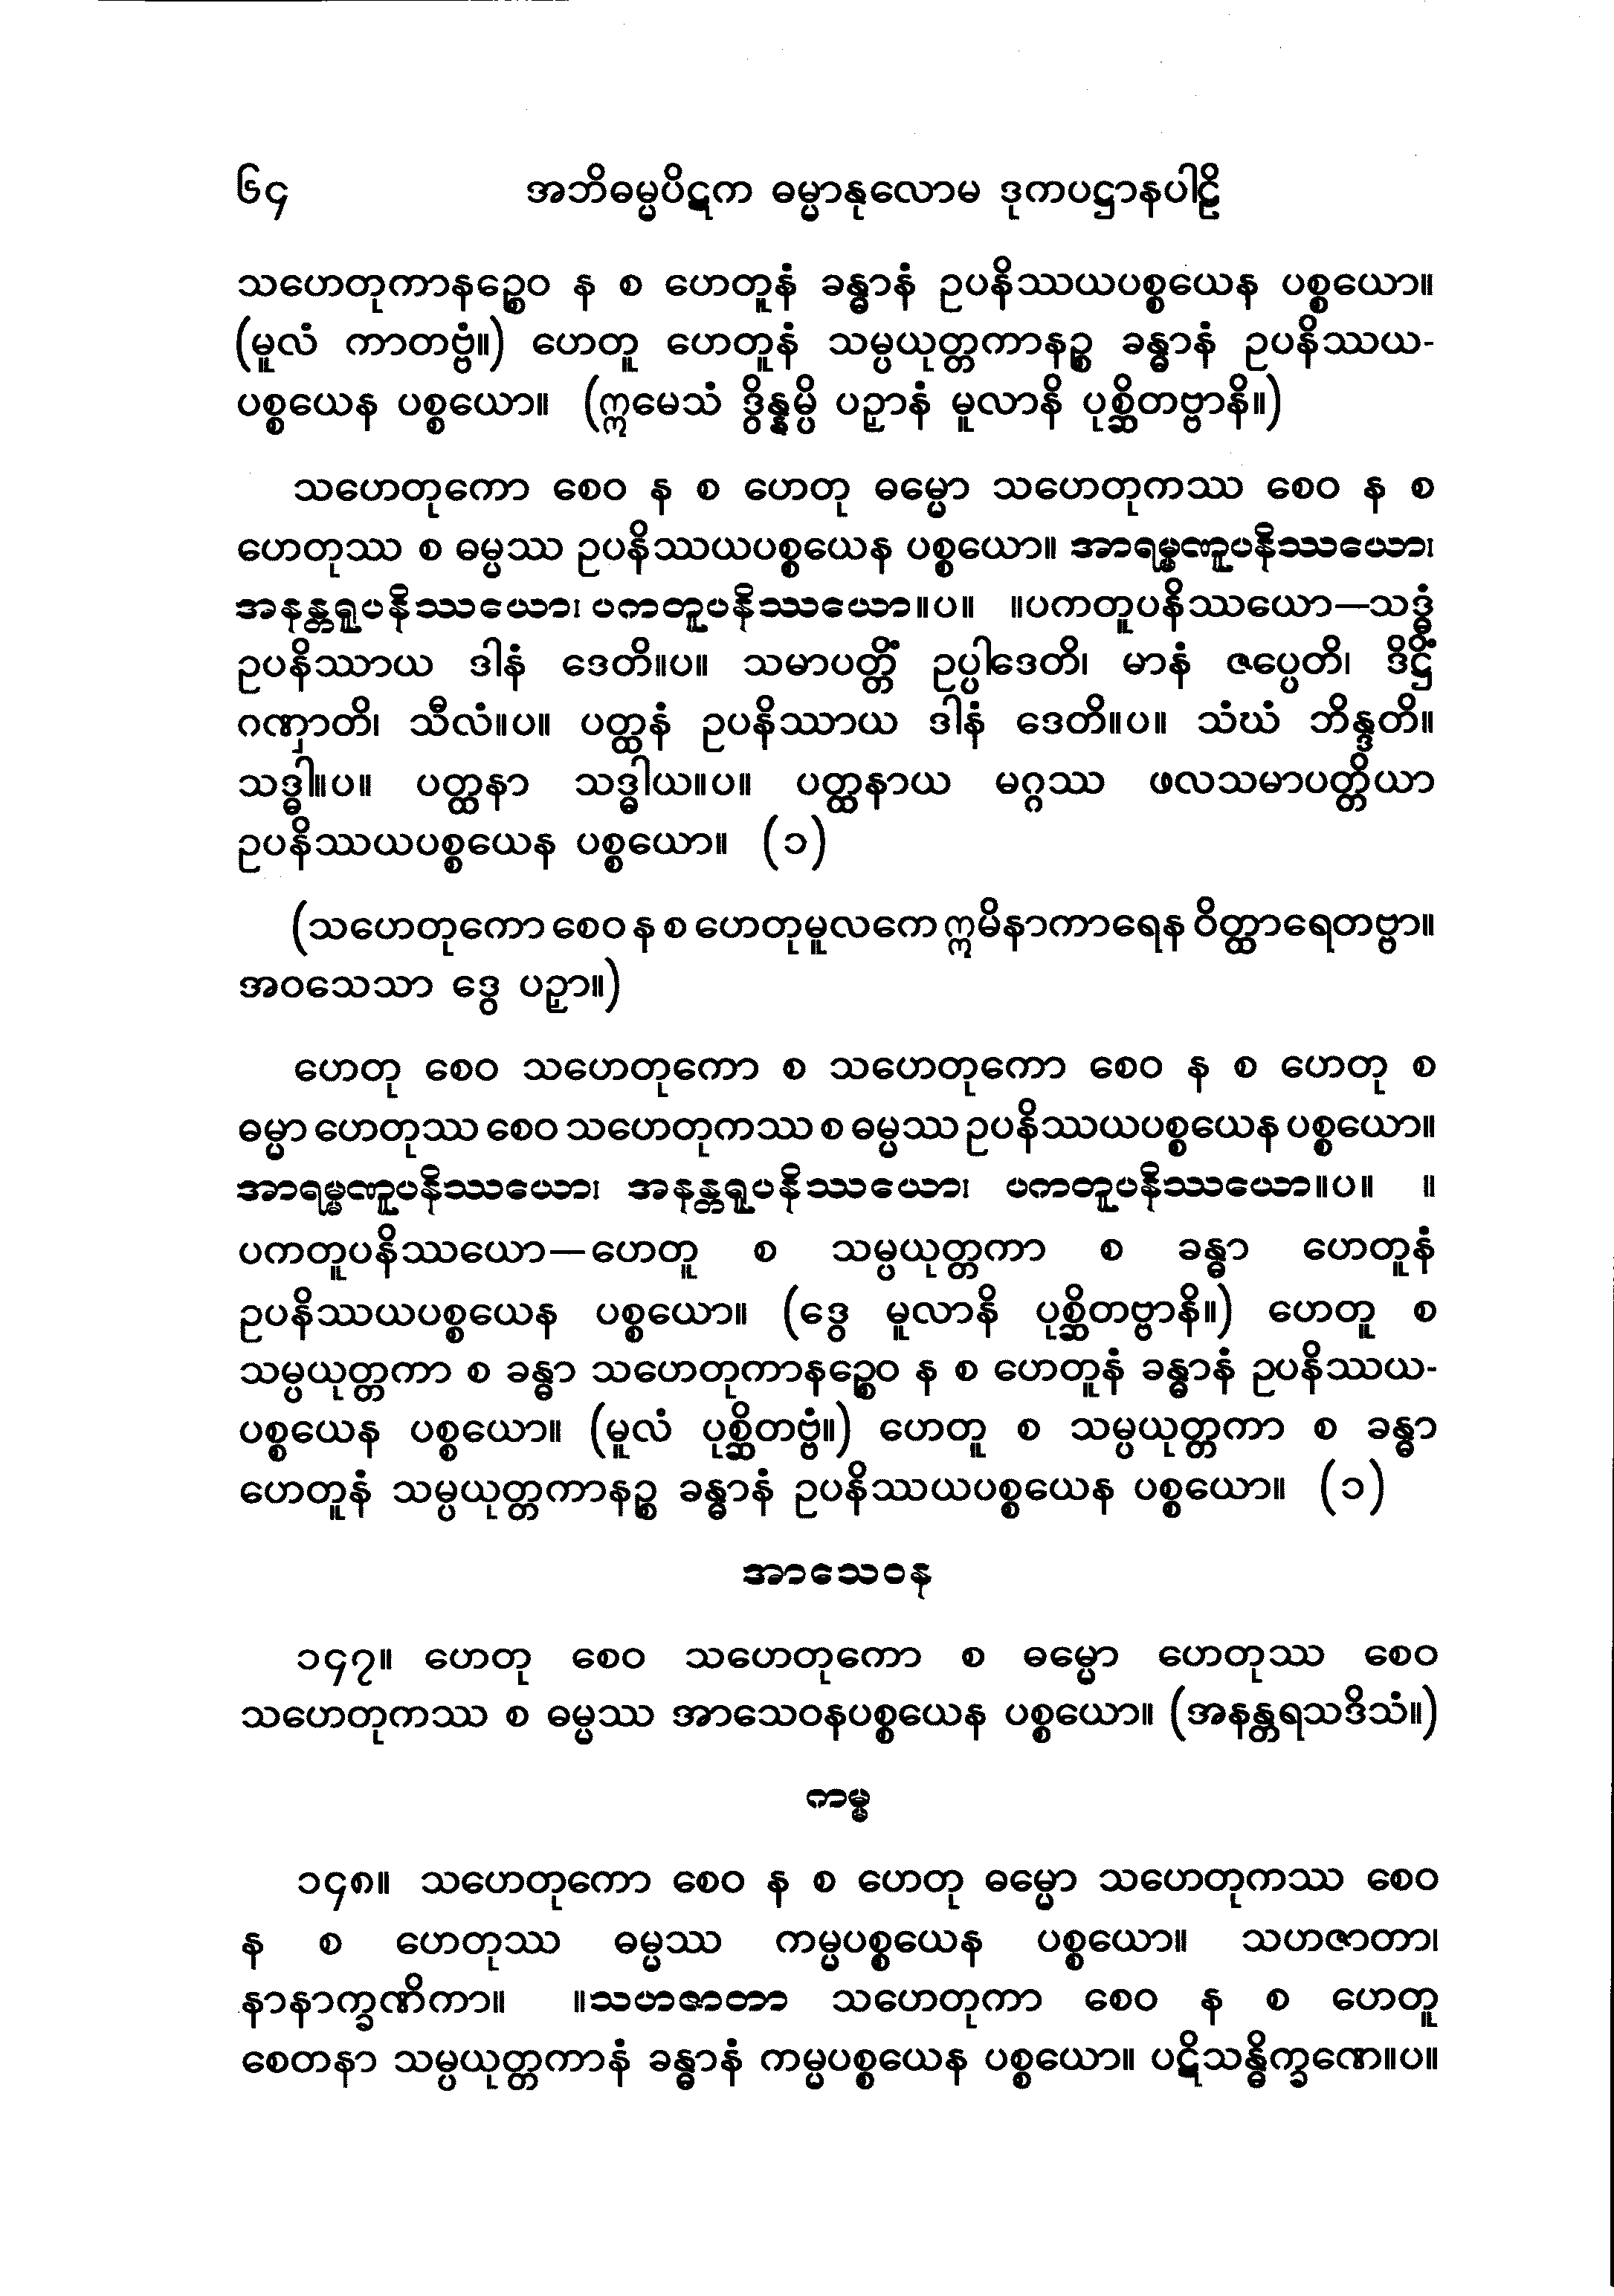 ၆၄ အဘိဓမ္မပိဋက ဓမ္မာနုလောမ ဒုကပဋ္ဌာနပါဠိ
သဟေတုကာနဉ္စေဝ န စ ဟေတူနံ ခန္ဓာနံ ဥပနိဿယပစ္စယေန ပစ္စယော။
(မူလံ ကာတဗ္ဗံ။) ဟေတူ ဟေတူနံ သမ္ပယုတ္တကာနဉ္စ ခန္ဓာနံ ဥပနိဿယ-
ပစ္စယေန ပစ္စယော။ (ဣမေသံ ဒွိန္နမ္ပိ ပဉှာနံ မူလာနိ ပုစ္ဆိတဗ္ဗာနိ။)
သဟေတုကော စေဝ န စ ဟေတု ဓမ္မော သဟေတုကဿ စေဝ န စ
ဟေတုဿ စ ဓမ္မဿ ဥပနိဿယပစ္စယေန ပစ္စယော။ အာရမ္မဏူပနိဿယော၊
အနန္တရူပနိဿယော၊ ပကတူပနိဿယော။ပ။ ။ပကတူပနိဿယော—သဒ္ဓံ
ဥပနိဿာယ ဒါနံ ဒေတိ။ပ။ သမာပတ္တိံ ဥပ္ပါဒေတိ၊ မာနံ ဇပ္ပေတိ၊ ဒိဋ္ဌိံ
ဂဏှာတိ၊ သီလံ။ပ။ ပတ္ထနံ ဥပနိဿာယ ဒါနံ ဒေတိ။ပ။ သံဃံ ဘိန္ဒတိ။
သဒ္ဓါ။ပ။ ပတ္ထနာ သဒ္ဓါယ။ပ။ ပတ္ထနာယ မဂ္ဂဿ ဖလသမာပတ္တိယာ
ဥပနိဿယပစ္စယေန ပစ္စယော။ (၁)
(သဟေတုကော စေဝ န စ ဟေတုမူလကေ ဣမိနာကာရေန ဝိတ္ထာရေတဗ္ဗာ။
အဝသေသာ ဒွေ ပဉှာ။)
ဟေတု စေဝ သဟေတုကော စ သဟေတုကော စေဝ န စ ဟေတု စ
ဓမ္မာ ဟေတုဿ စေဝ သဟေတုကဿ စ ဓမ္မဿ ဥပနိဿယပစ္စယေန ပစ္စယော။
အာရမ္မဏူပနိဿယော၊ အနန္တရူပနိဿယော၊ ပကတူပနိဿယော။ပ။ ။
ပကတူပနိဿယော—ဟေတူ စ သမ္ပယုတ္တကာ စ ခန္ဓာ ဟေတူနံ
ဥပနိဿယပစ္စယေန ပစ္စယော။ (ဒွေ မူလာနိ ပုစ္ဆိတဗ္ဗာနိ။) ဟေတူ စ
သမ္ပယုတ္တကာ စ ခန္ဓာ သဟေတုကာနဉ္စေဝ န စ ဟေတူနံ ခန္ဓာနံ ဥပနိဿယ-
ပစ္စယေန ပစ္စယော။ (မူလံ ပုစ္ဆိတဗ္ဗံ။) ဟေတူ စ သမ္ပယုတ္တကာ စ ခန္ဓာ
ဟေတူနံ သမ္ပယုတ္တကာနဉ္စ ခန္ဓာနံ ဥပနိဿယပစ္စယေန ပစ္စယော။ (၁)
အာသေဝန
၁၄၇။ ဟေတု စေဝ သဟေတုကော စ ဓမ္မော ဟေတုဿ စေဝ
သဟေတုကဿ စ ဓမ္မဿ အာသေဝနပစ္စယေန ပစ္စယော။ (အနန္တရသဒိသံ။)
ကမ္မ
၁၄၈။ သဟေတုကော စေဝ န စ ဟေတု ဓမ္မော သဟေတုကဿ စေဝ
န စ ဟေတုဿ ဓမ္မဿ ကမ္မပစ္စယေန ပစ္စယော။ သဟဇာတာ၊
နာနာက္ခဏိကာ။ ။သဟဇာတာ သဟေတုကာ စေဝ န စ ဟေတူ
စေတနာ သမ္ပယုတ္တကာနံ ခန္ဓာနံ ကမ္မပစ္စယေန ပစ္စယော။ ပဋိသန္ဓိက္ခဏေ။ပ။